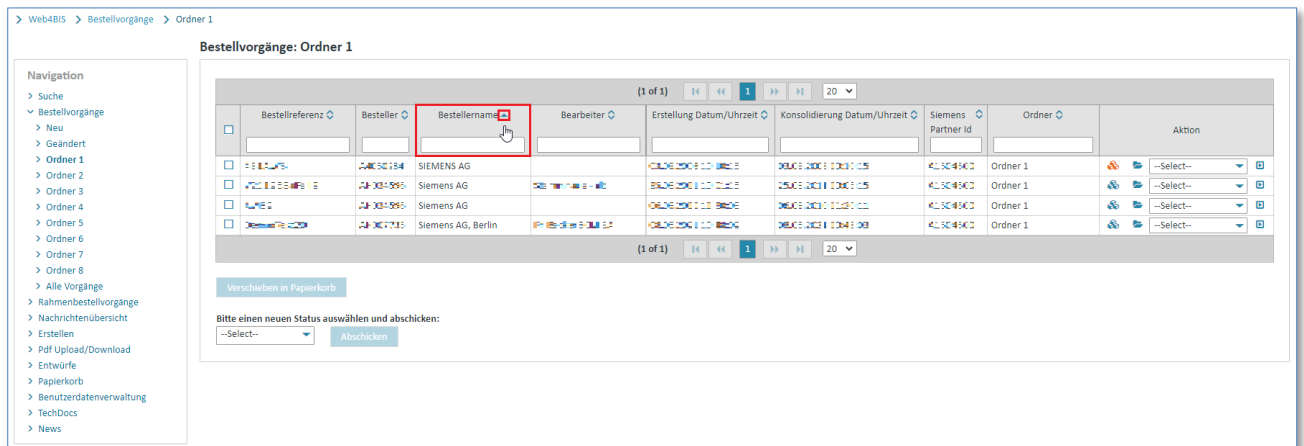 Web4BIS Bestellvorgänge Ordner 1
Bestellvorgänge: Ordner 1
Navigation
Suche
Bestellvorgänge
Neu
Geändert
Ordner 1
Ordner 2
Ordner 3
Ordner 4
Ordner 5
Ordner 6
Ordner 7
Ordner 8
Alle Vorgänge
Rahmenbestellvorgänge
Nachrichtenübersicht
Erstellen
Pdf Upload/Download
Entwürfe
Papierkorb
Benutzerdatenverwaltung
TechDocs
News
(1 of 1) 1 20
Bestellreferenz Besteller Bestellername Bearbeiter Erstellung Datum/Uhrzeit Konsolidierung Datum/Uhrzeit Siemens Partner Id Ordner Aktion
SIEMENS AG Ordner 1 --Select--
Siemens AG Ordner 1 --Select--
Siemens AG Ordner 1 --Select--
Siemens AG, Berlin Ordner 1 --Select--
(1 of 1) 1 20
Verschieben in Papierkorb
Bitte einen neuen Status auswählen und abschicken:
--Select-- Abschicken